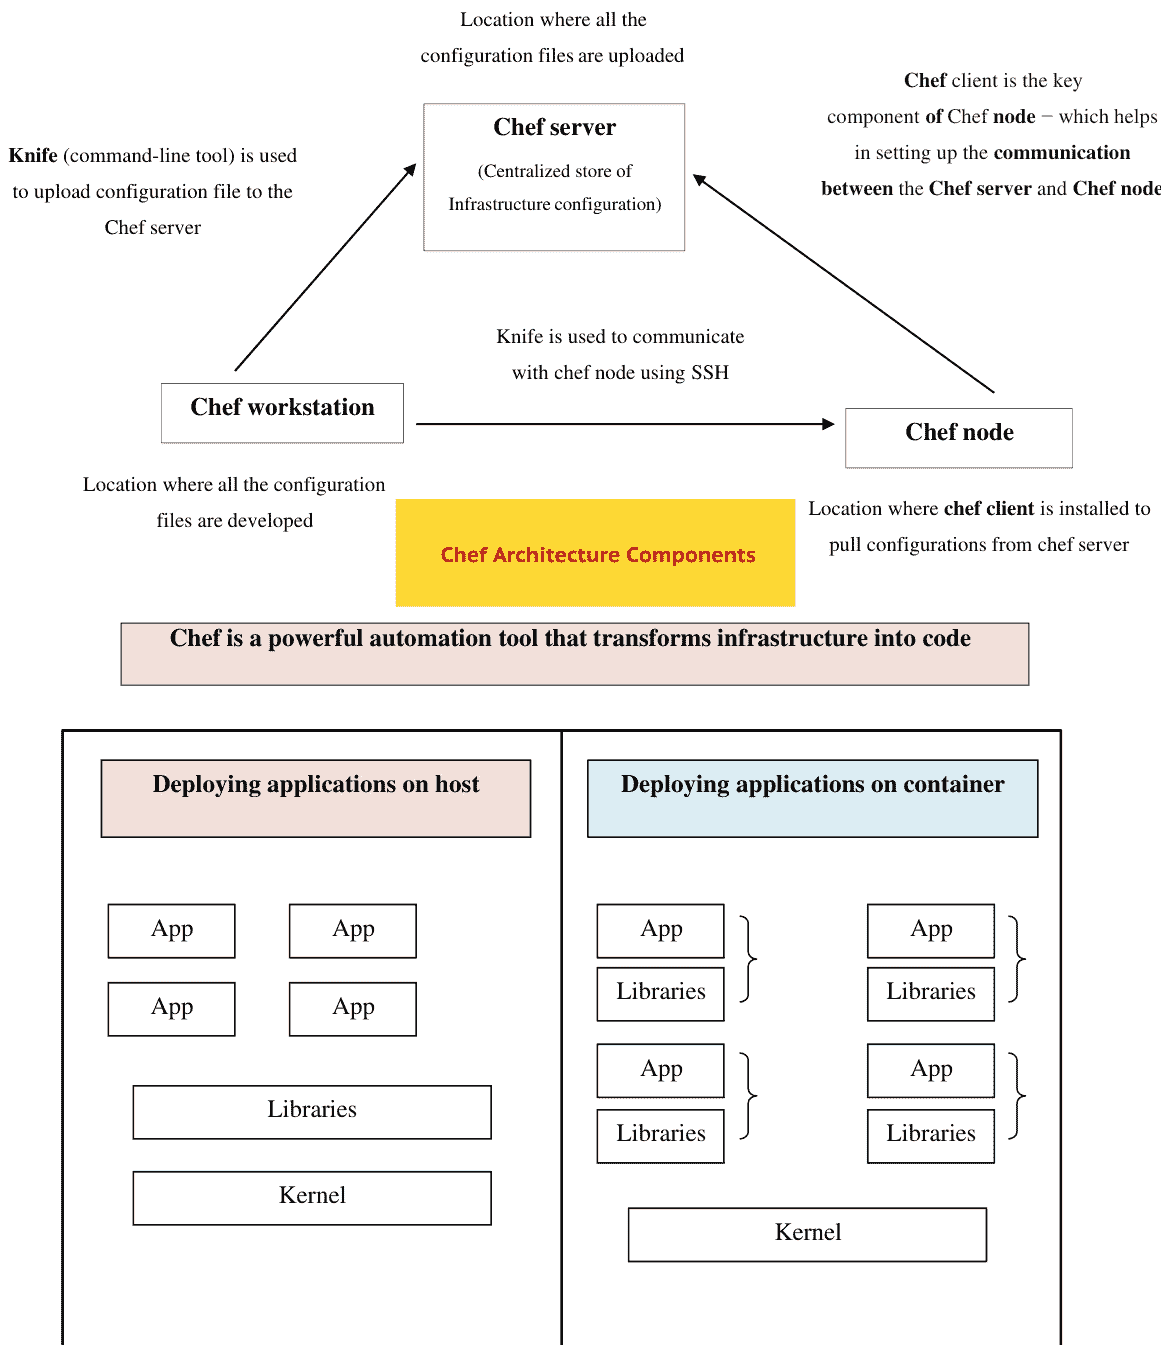 Location where all the
configuration files are uploaded
Chef client is the key
component of Chef node − which helps
in setting up the communication
between the Chef server and Chef node
Knife (command-line tool) is used
to upload configuration file to the
Chef server
Chef server
(Centralized store of
Infrastructure configuration)
Knife is used to communicate
with chef node using SSH
Chef workstation
Chef node
Location where all the configuration
files are developed
Location where chef client is installed to
pull configurations from chef server
Chef Architecture Components
Chef is a powerful automation tool that transforms infrastructure into code
Deploying applications on host
App
App
App
App
Libraries
Kernel
Deploying applications on container
App
Libraries
App
Libraries
App
Libraries
App
Libraries
Kernel